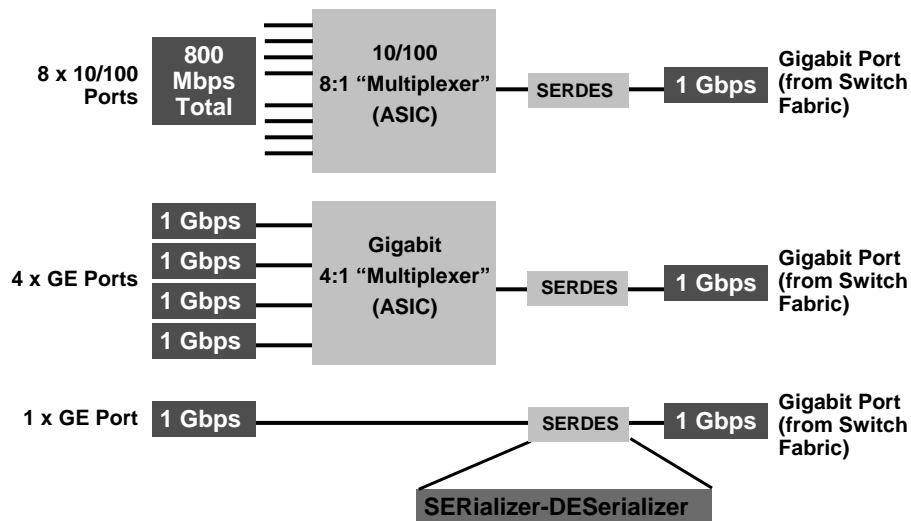 8 x 10/100
Ports
800
Mbps
Total
10/100
8:1 “Multiplexer”
(ASIC)
SERDES
1 Gbps
Gigabit Port
(from Switch
Fabric)
4 x GE Ports
1 Gbps
1 Gbps
1 Gbps
1 Gbps
Gigabit
4:1 “Multiplexer”
(ASIC)
SERDES
1 Gbps
Gigabit Port
(from Switch
Fabric)
1 x GE Port
1 Gbps
SERDES
1 Gbps
Gigabit Port
(from Switch
Fabric)
SERializer-DESerializer